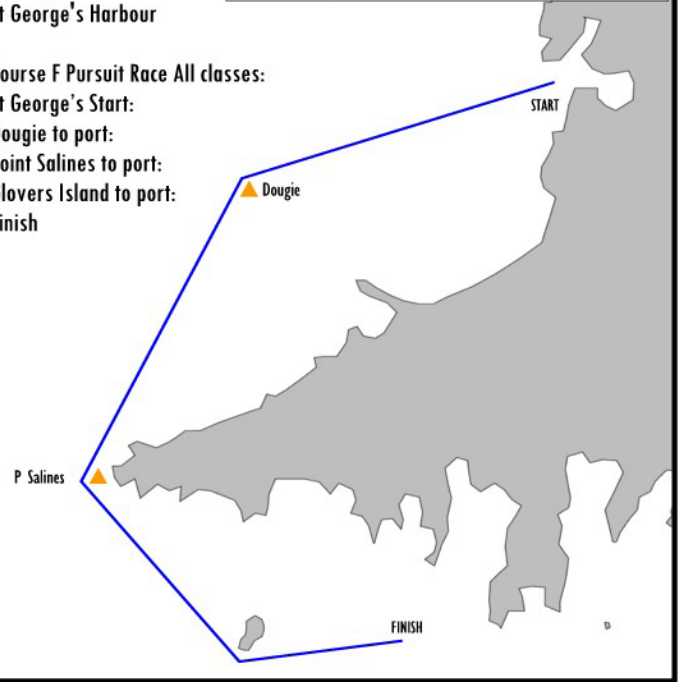 t George's Harbour
ourse F Pursuit Race All classes:
t George's Start:
ougie to port:
oint Salines to port:
lovers Island to port:
inish
START
Dougie
P Salines
FINISH